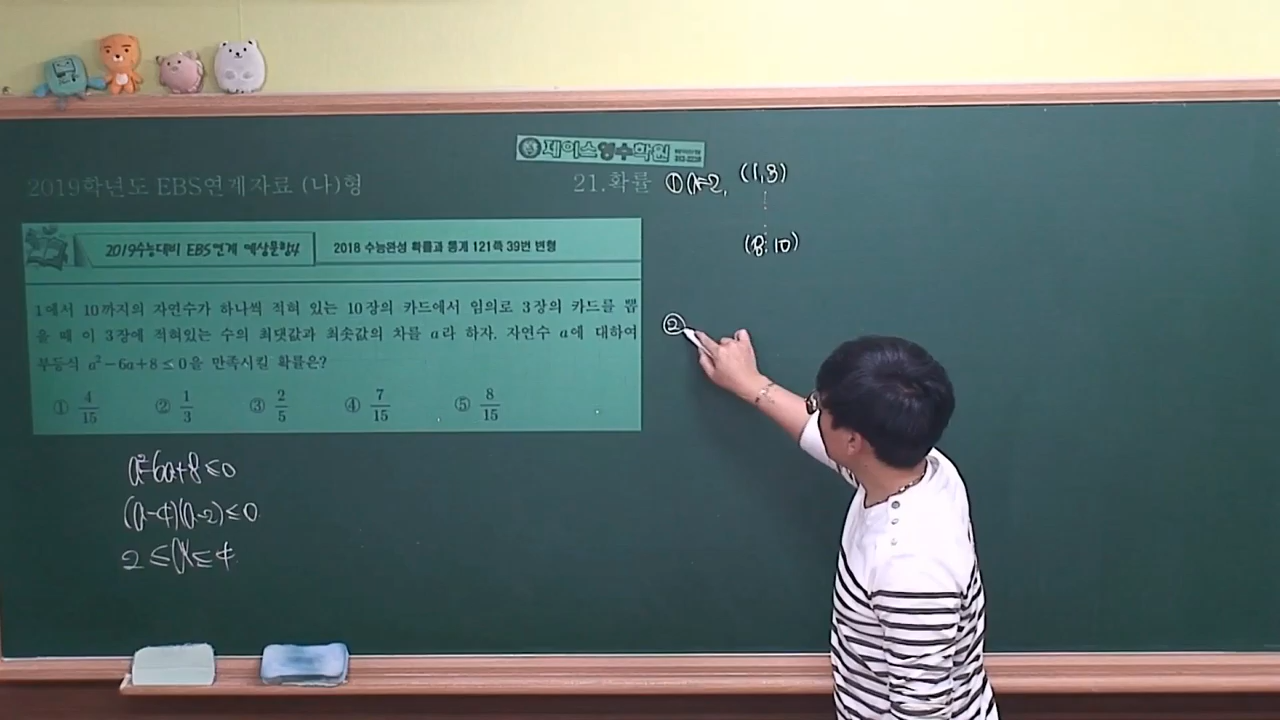 제이스영수학원
2019학년도 EBS연계자료 (나)형
21.확률 ① a=2, (1,3)
(8, 10)
②
2019수능대비 EBS연계 예상문항4
2018 수능완성 확률과 통계 121쪽 39번 변형
1에서 10까지의 자연수가 하나씩 적혀 있는 10장의 카드에서 임의로 3장의 카드를 뽑
을 때 이 3장에 적혀있는 수의 최댓값과 최솟값의 차를 a라 하자. 자연수 a에 대하여
부등식 a²-6a+8≤0을 만족시킬 확률은?
① 4/15 ② 1/3 ③ 2/5 ④ 7/15 ⑤ 8/15
a²-6a+8≤0
(a-4)(a-2)≤0
2≤a≤4